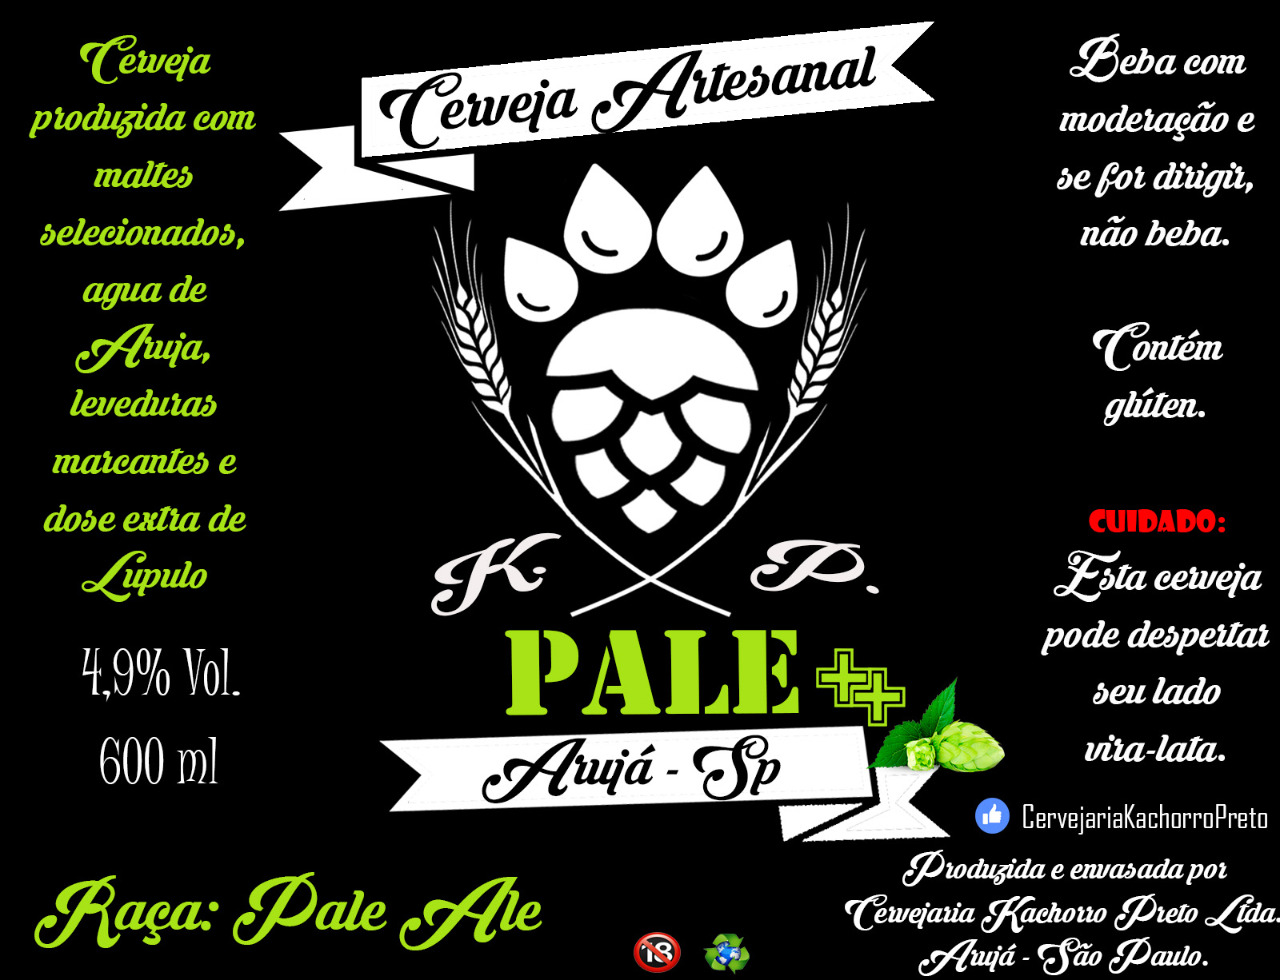 Cerveja
produzida com
maltes
selecionados,
agua de
Aruja,
leveduras
marcantes e
dose extra de
Lupulo
4,9% Vol.
600 ml
Raça: Pale Ale
Cerveja Artesanal
K. P.
PALE ++
Arujá - Sp
18
Beba com
moderação e
se for dirigir,
não beba.
Contém
glúten.
CUIDADO:
Esta cerveja
pode despertar
seu lado
vira-lata.
CervejariaKachorroPreto
Produzida e envasada por
Cervejaria Kachorro Preto Ltda.
Arujá - São Paulo.